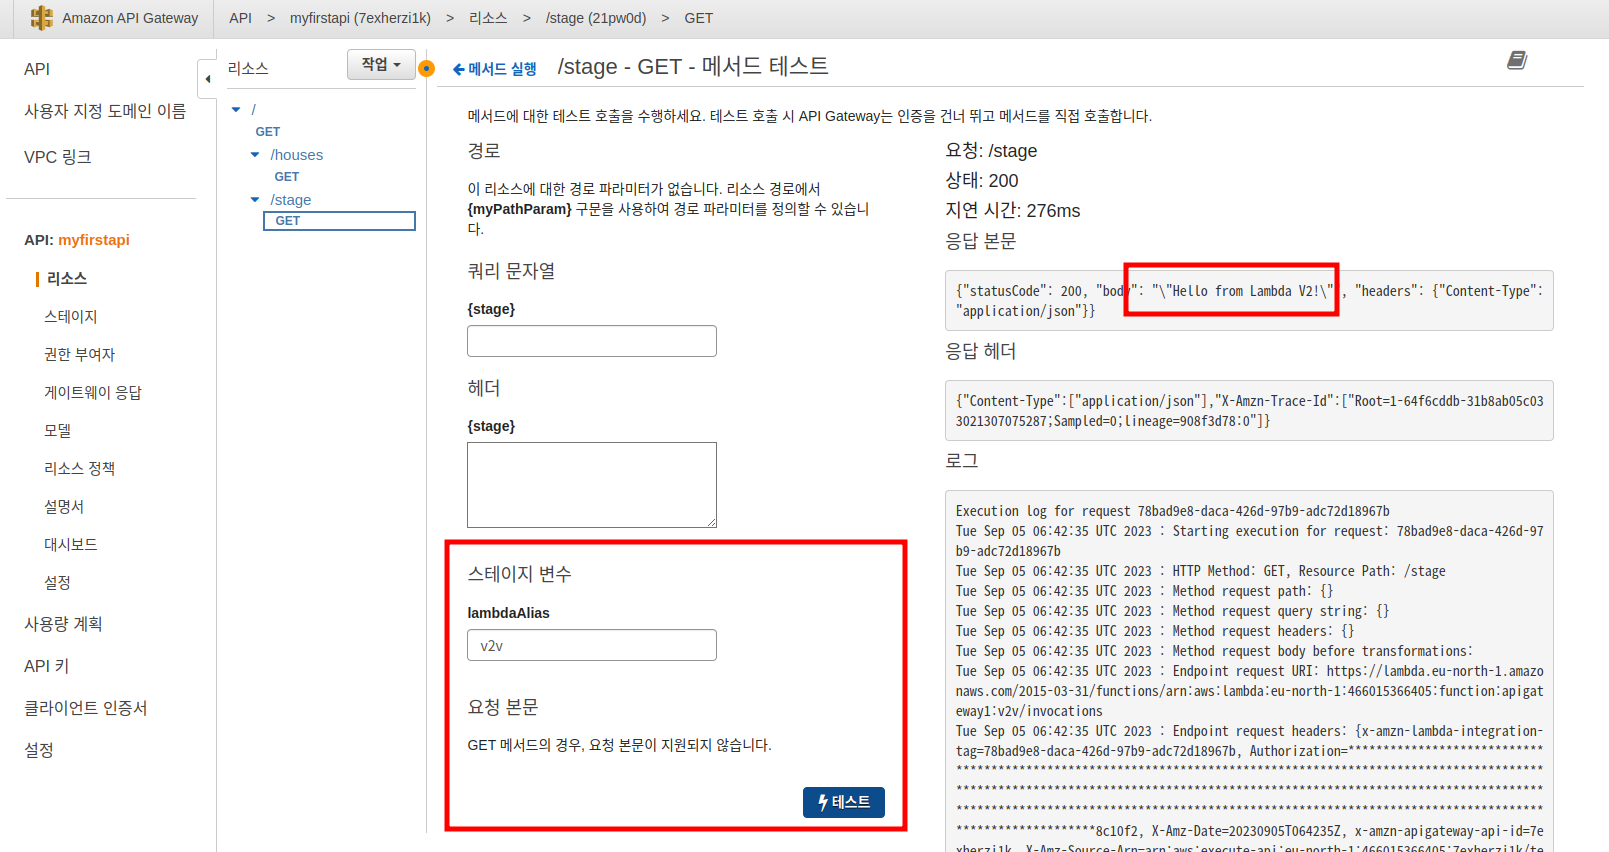 Amazon API Gateway
API > myfirstapi (7exherzi1k) > 리소스 > /stage (21pw0d) > GET
API
사용자 지정 도메인 이름
VPC 링크
API: myfirstapi
리소스
스테이지
권한 부여자
게이트웨이 응답
모델
리소스 정책
설명서
대시보드
설정
사용량 계획
API 키
클라이언트 인증서
설정
리소스
작업
/
GET
/houses
GET
/stage
GET
메서드 실행
/stage - GET - 메서드 테스트
메서드에 대한 테스트 호출을 수행하세요. 테스트 호출 시 API Gateway는 인증을 건너 뛰고 메서드를 직접 호출합니다.
경로
이 리소스에 대한 경로 파라미터가 없습니다. 리소스 경로에서
{myPathParam} 구문을 사용하여 경로 파라미터를 정의할 수 있습니
다.
쿼리 문자열
{stage}
헤더
{stage}
스테이지 변수
lambdaAlias
v2v
요청 본문
GET 메서드의 경우, 요청 본문이 지원되지 않습니다.
테스트
요청: /stage
상태: 200
지연 시간: 276ms
응답 본문
{"statusCode": 200, "body": "\"Hello from Lambda V2!\"", "headers": {"Content-Type":
"application/json"}}
응답 헤더
{"Content-Type":["application/json"],"X-Amzn-Trace-Id":["Root=1-64f6cddb-31b8ab05c03
3021307075287;Sampled=0;lineage=908f3d78:0"]}
로그
Execution log for request 78bad9e8-daca-426d-97b9-adc72d18967b
Tue Sep 05 06:42:35 UTC 2023 : Starting execution for request: 78bad9e8-daca-426d-97
b9-adc72d18967b
Tue Sep 05 06:42:35 UTC 2023 : HTTP Method: GET, Resource Path: /stage
Tue Sep 05 06:42:35 UTC 2023 : Method request path: {}
Tue Sep 05 06:42:35 UTC 2023 : Method request query string: {}
Tue Sep 05 06:42:35 UTC 2023 : Method request headers: {}
Tue Sep 05 06:42:35 UTC 2023 : Method request body before transformations:
Tue Sep 05 06:42:35 UTC 2023 : Endpoint request URI: https://lambda.eu-north-1.amazo
naws.com/2015-03-31/functions/arn:aws:lambda:eu-north-1:466015366405:function:apigat
eway1:v2v/invocations
Tue Sep 05 06:42:35 UTC 2023 : Endpoint request headers: {x-amzn-lambda-integration-
tag=78bad9e8-daca-426d-97b9-adc72d18967b, Authorization=****************************
************************************************************************************
************************************************************************************
************************************************************************************
********************8c10f2, X-Amz-Date=20230905T064235Z, x-amzn-apigateway-api-id=7e
xherzi1k, X-Amz-Source-Arn=arn:aws:execute-api:eu-north-1:466015366405:7exherzi1k/te